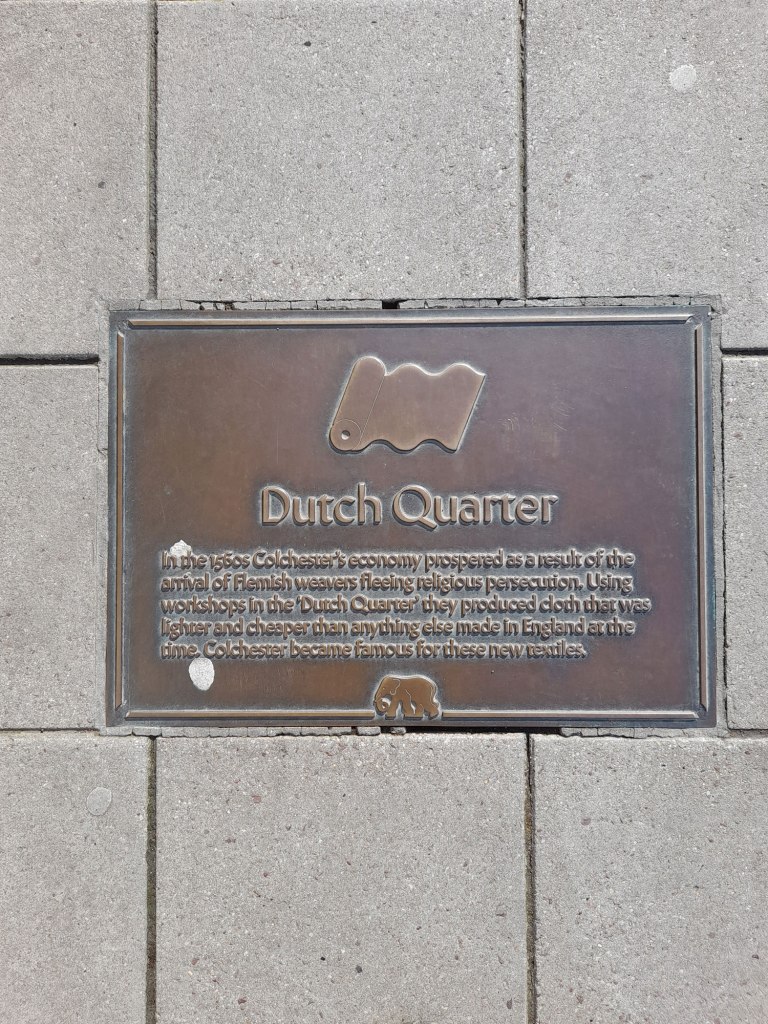 Dutch Quarter
In the 1560s Colchester's economy prospered as a result of the
arrival of Flemish weavers fleeing religious persecution. Using
workshops in the 'Dutch Quarter' they produced cloth that was
lighter and cheaper than anything else made in England at the
time. Colchester became famous for these new textiles.